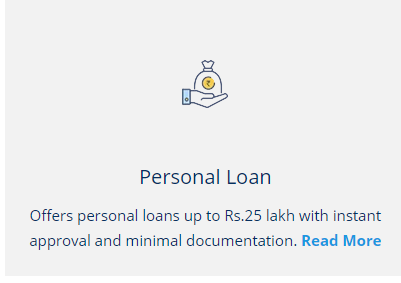 Personal Loan
Offers personal loans up to Rs.25 lakh with instant
approval and minimal documentation. Read More